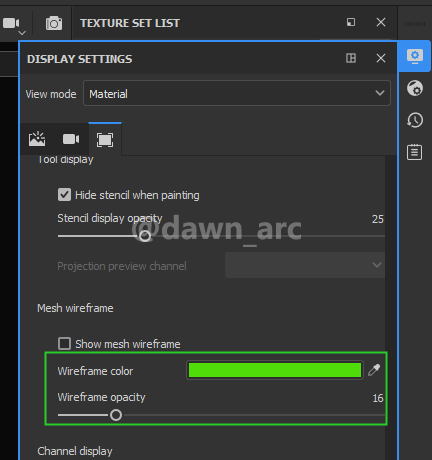 TEXTURE SET LIST
DISPLAY SETTINGS
View mode Material
Tool display
Hide stencil when painting
Stencil display opacity 25
@dawn_arc
Projection preview channel
Mesh wireframe
Show mesh wireframe
Wireframe color
Wireframe opacity 16
Channel display